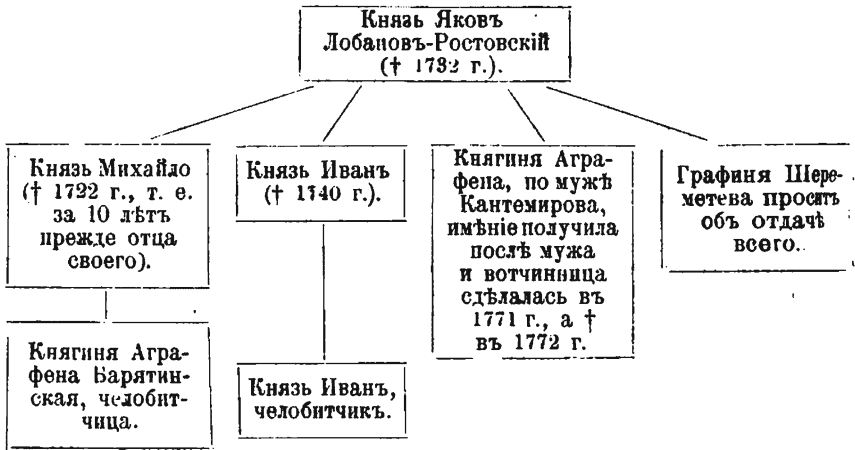 Князь Яковъ
Лобановъ-Ростовскій
(† 1732 г.).
Князь Михайло
(† 1722 г., т. е.
за 10 лѣтъ
прежде отца
своего).
Князь Иванъ
(† 1740 г.).
Княгиня Агра-
фена, по мужѣ
Кантемирова,
имѣніе получила
послѣ мужа
и вотчинница
сдѣлалась въ
1771 г., а †
въ 1772 г.
Графиня Шере-
метева проситъ
объ отдачѣ
всего.
Княгиня Агра-
фена Барятин-
ская, челобит-
чица.
Князь Иванъ,
челобитчикъ.